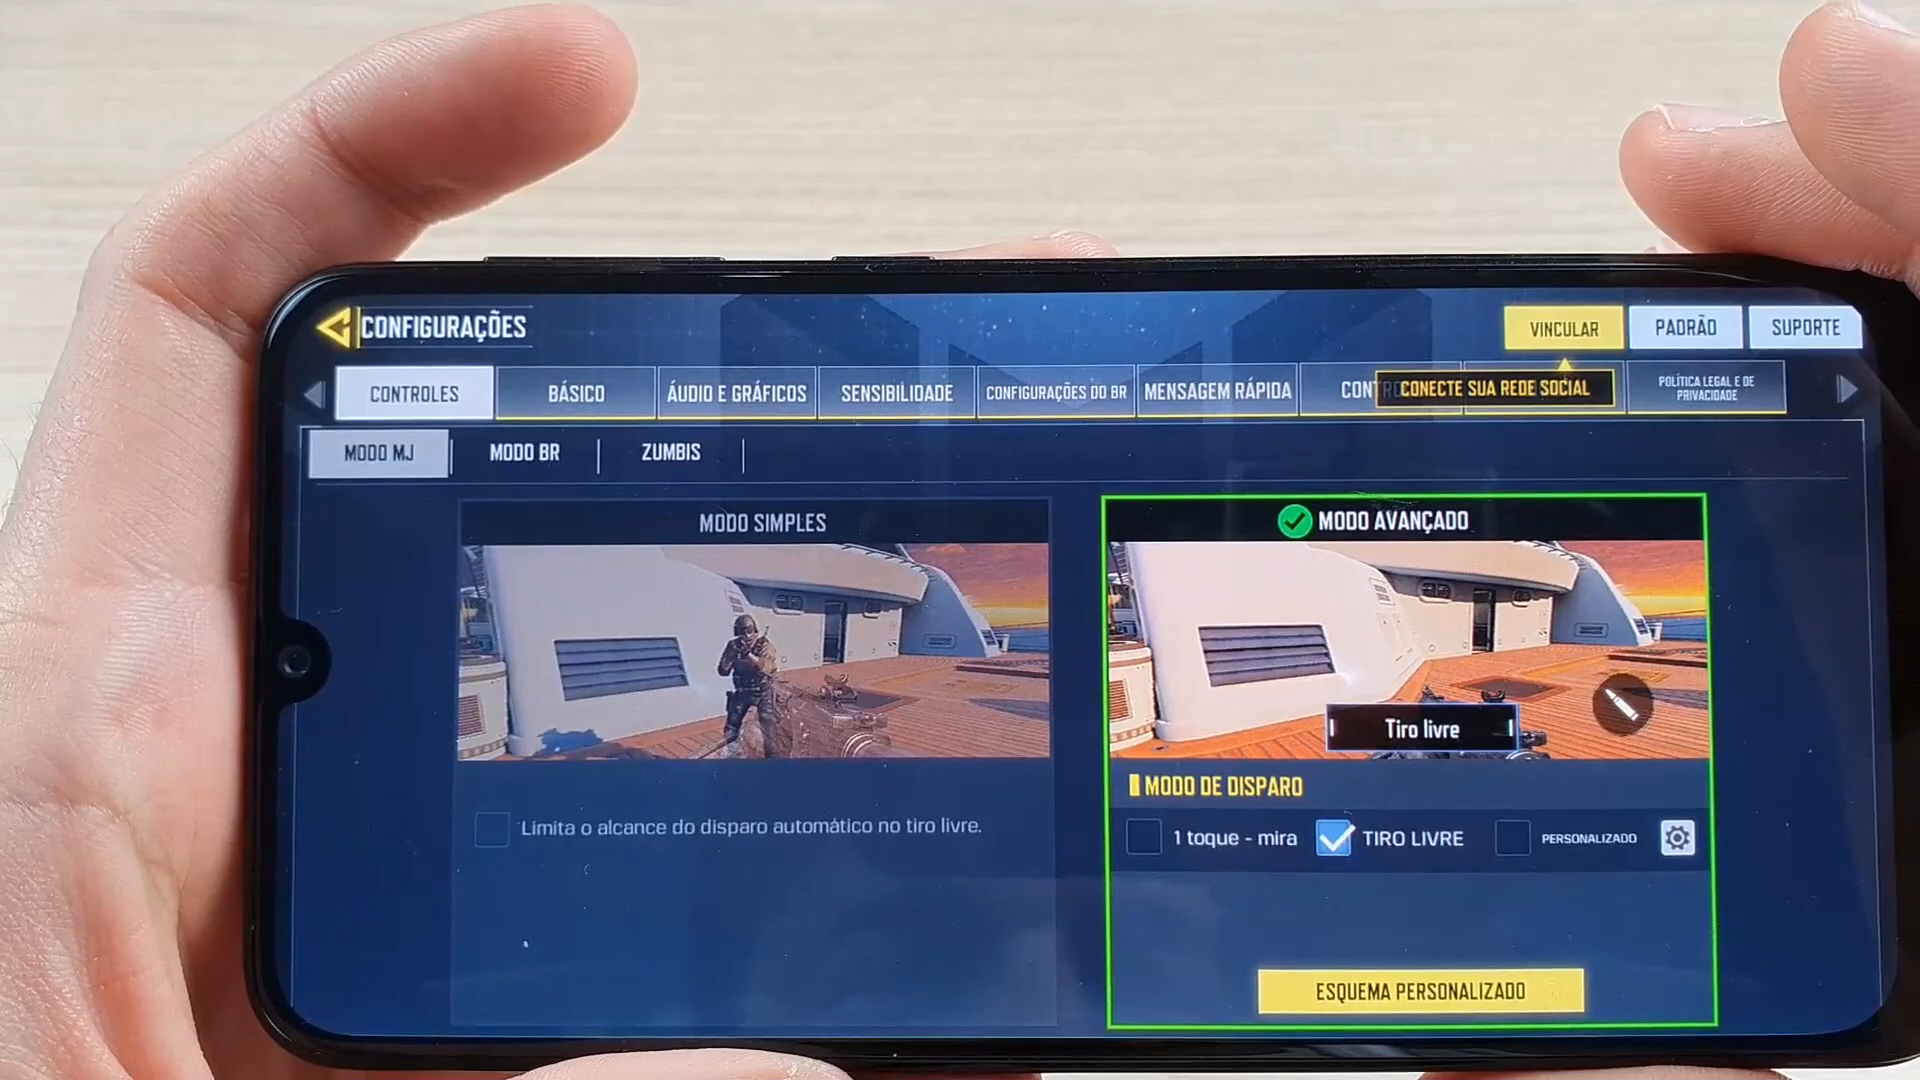 CONFIGURAÇÕES
VINCULAR
PADRÃO
SUPORTE
CONTROLES
BÁSICO
ÁUDIO E GRÁFICOS
SENSIBILIDADE
CONFIGURAÇÕES DO BR
MENSAGEM RÁPIDA
CONECTE SUA REDE SOCIAL
POLÍTICA LEGAL E DE
PRIVACIDADE
MODO MJ
MODO BR
ZUMBIS
MODO SIMPLES
Limita o alcance do disparo automático no tiro livre.
MODO AVANÇADO
Tiro livre
MODO DE DISPARO
1 toque - mira
TIRO LIVRE
PERSONALIZADO
ESQUEMA PERSONALIZADO